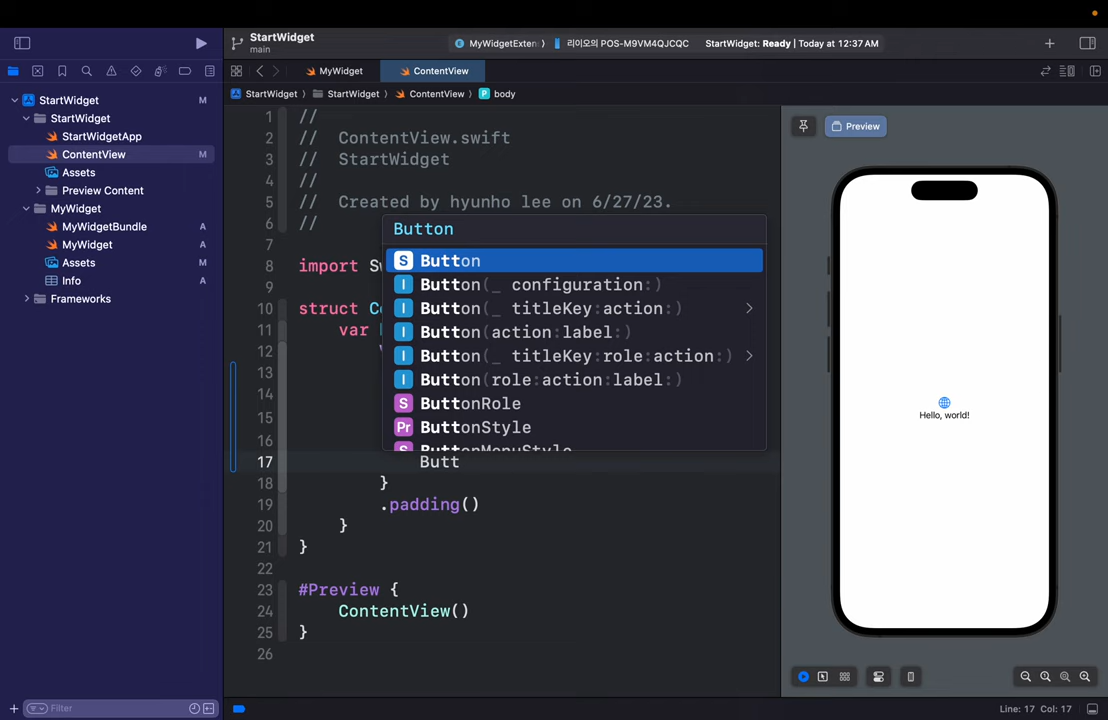 StartWidget
main
MyWidgetExten
리이오의 POS-M9VM4QJCQC
StartWidget: Ready | Today at 12:37 AM
MyWidget
ContentView
StartWidget
StartWidget
ContentView
P body
StartWidget M
StartWidget
StartWidgetApp
ContentView M
Assets
Preview Content
MyWidget
MyWidgetBundle A
MyWidget A
Assets A
Info A
Frameworks
Filter
1 //
2 // ContentView.swift
3 // StartWidget
4 //
5 // Created by hyunho lee on 6/27/23.
6 //
7
8 import S
9
10 struct C
11 var
12
13
14
15
16
17 Butt
18 }
19 .padding()
20 }
21 }
22
23 #Preview {
24 ContentView()
25 }
26
Button
S Button
I Button(_ configuration:)
I Button(_ titleKey:action:)
I Button(action:label:)
I Button(_ titleKey:role:action:)
I Button(role:action:label:)
S ButtonRole
Pr ButtonStyle
S ButtonMenuStyle
Preview
Hello, world!
Line: 17 Col: 17